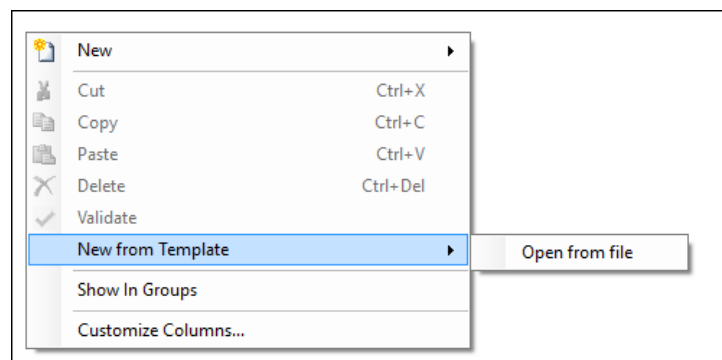 New
Cut Ctrl+X
Copy Ctrl+C
Paste Ctrl+V
Delete Ctrl+Del
Validate
New from Template Open from file
Show In Groups
Customize Columns...